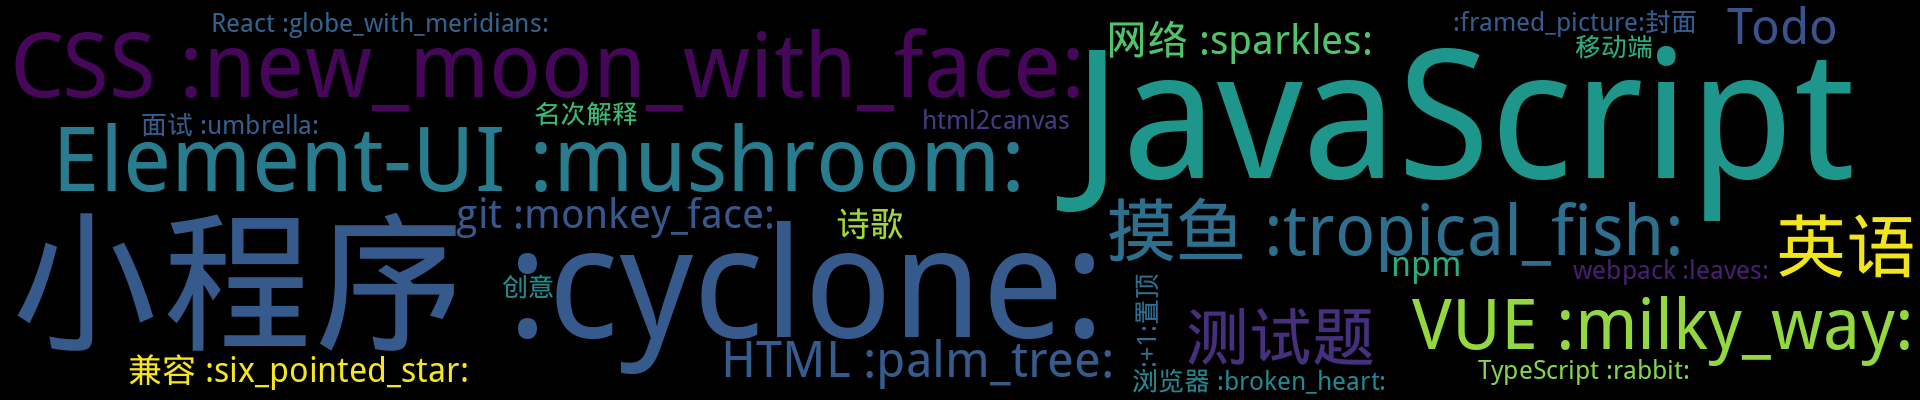 React :globe_with_meridians:
CSS :new_moon_with_face:
网络 :sparkles:
:framed_picture:封面
Todo
移动端
JavaScript
面试 :umbrella:
名次解释
html2canvas
Element-UI :mushroom:
git :monkey_face:
诗歌
摸鱼 :tropical_fish:
英语
小程序 :cyclone:
创意
npm
webpack :leaves:
:+1:置顶
测试题
VUE :milky_way:
HTML :palm_tree:
兼容 :six_pointed_star:
浏览器 :broken_heart:
TypeScript :rabbit: